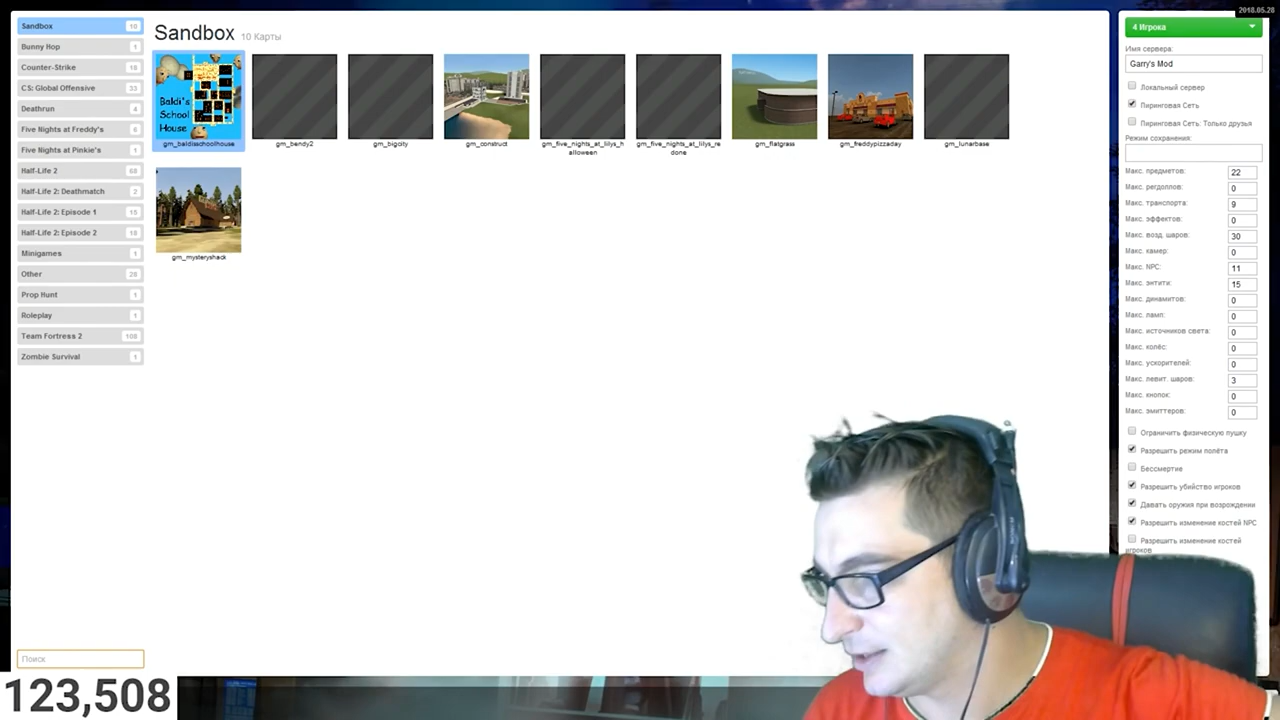 2018.05.28
Sandbox 10
Bunny Hop 1
Counter-Strike 18
CS: Global Offensive 33
Deathrun 4
Five Nights at Freddy's 6
Five Nights at Pinkie's 1
Half-Life 2 68
Half-Life 2: Deathmatch 2
Half-Life 2: Episode 1 15
Half-Life 2: Episode 2 18
Minigames 1
Other 28
Prop Hunt 1
Roleplay 1
Team Fortress 2 108
Zombie Survival 1
Поиск
123,508
Sandbox 10 Карты
Baldi's
School
House
gm_baldisschoolhouse
gm_bendy2
gm_bigcity
gm_construct
gm_five_nights_at_lilys_h
alloween
gm_five_nights_at_lilys_re
done
gm_flatgrass
gm_freddypizzaday
gm_lunarbase
gm_mysteryshack
4 Игрока
Имя сервера:
Garry's Mod
Локальный сервер
Пиринговая Сеть
Пиринговая Сеть: Только друзья
Режим сохранения:
Макс. предметов: 22
Макс. регдоллов: 0
Макс. транспорта: 9
Макс. эффектов: 0
Макс. возд. шаров: 30
Макс. камер: 0
Макс. NPC: 11
Макс. энтити: 15
Макс. динамитов: 0
Макс. ламп: 0
Макс. источников света: 0
Макс. колёс: 0
Макс. ускорителей: 0
Макс. левит. шаров: 3
Макс. кнопок: 0
Макс. эмиттеров: 0
Ограничить физическую пушку
Разрешить режим полёта
Бессмертие
Разрешить убийство игроков
Давать оружия при возрождении
Разрешить изменение костей NPC
Разрешить изменение костей
игроков